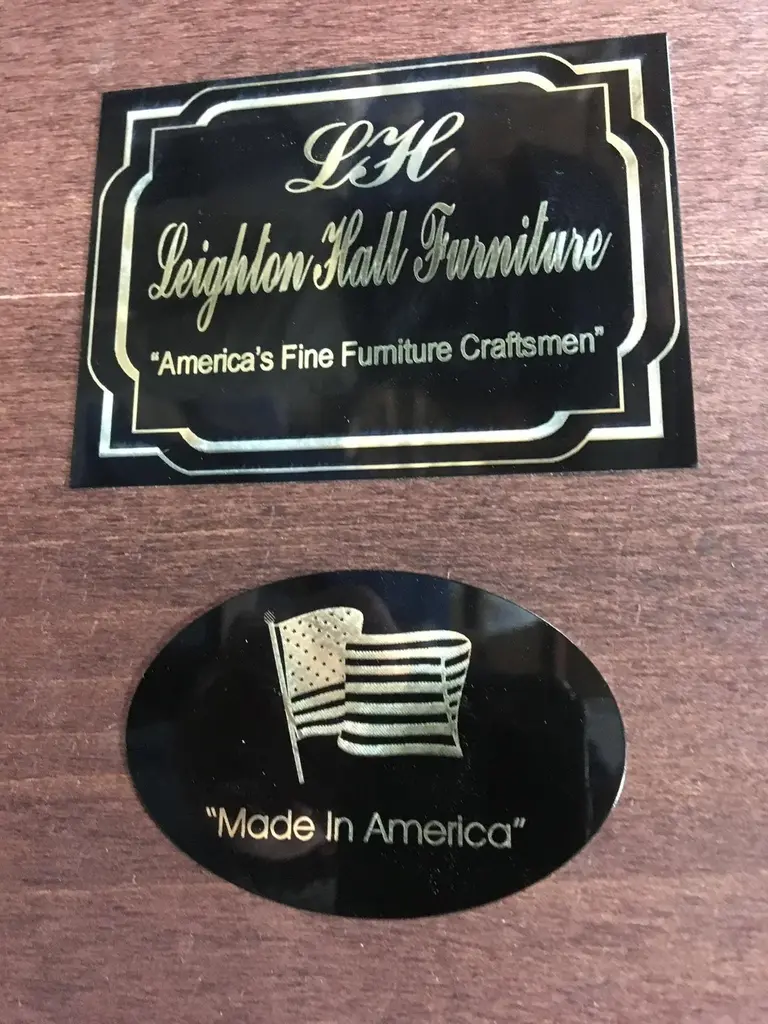 LH
Leighton Hall Furniture
“America's Fine Furniture Craftsmen”
"Made In America"